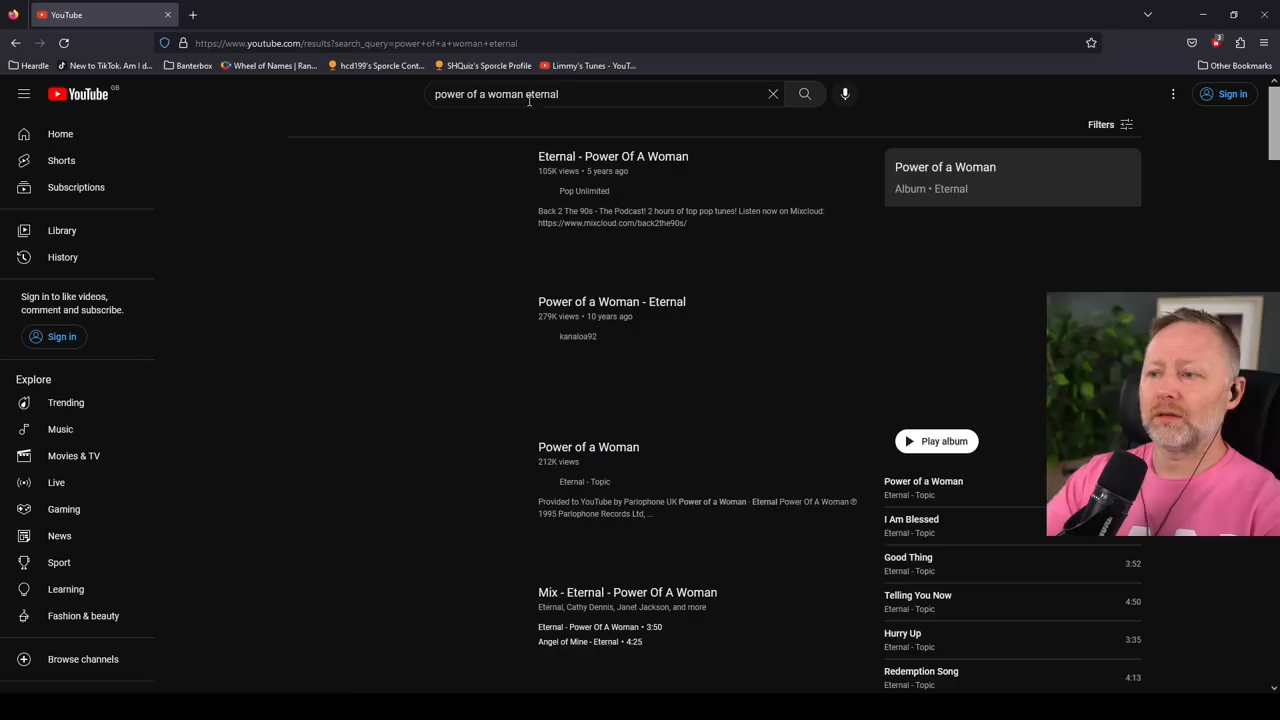 YouTube
https://www.youtube.com/results?search_query=power+of+a+woman+eternal
3
Heardle
New to TikTok. Am I d...
Banterbox
Wheel of Names | Ran...
hcd199's Sporcle Cont...
SHQuiz's Sporcle Profile
Limmy's Tunes - YouT...
Other Bookmarks
YouTube GB
power of a woman eternal
Sign in
Filters
Home
Shorts
Subscriptions
Library
History
Sign in to like videos,
comment and subscribe.
Sign in
Explore
Trending
Music
Movies & TV
Live
Gaming
News
Sport
Learning
Fashion & beauty
Browse channels
Eternal - Power Of A Woman
105K views • 5 years ago
Pop Unlimited
Back 2 The 90s - The Podcast! 2 hours of top pop tunes! Listen now on Mixcloud:
https://www.mixcloud.com/back2the90s/
Power of a Woman - Eternal
279K views • 10 years ago
kanaloa92
Power of a Woman
212K views
Eternal - Topic
Provided to YouTube by Parlophone UK Power of a Woman · Eternal Power Of A Woman ℗
1995 Parlophone Records Ltd, ...
Mix - Eternal - Power Of A Woman
Eternal, Cathy Dennis, Janet Jackson, and more
Eternal - Power Of A Woman • 3:50
Angel of Mine - Eternal • 4:25
Power of a Woman
Album • Eternal
Play album
Power of a Woman
Eternal - Topic
I Am Blessed
Eternal - Topic
Good Thing
Eternal - Topic
3:52
Telling You Now
Eternal - Topic
4:50
Hurry Up
Eternal - Topic
3:35
Redemption Song
Eternal - Topic
4:13